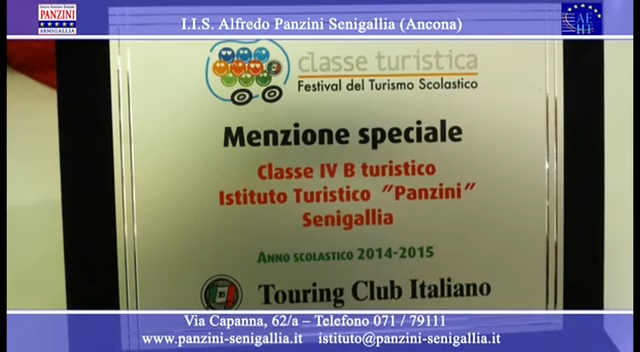 I.I.S. Alfredo Panzini Senigallia (Ancona)
PANZINI
SENIGALLIA
AEHT
classe turistica
Festival del Turismo Scolastico
Menzione speciale
Classe IV B turistico
Istituto Turistico "Panzini"
Senigallia
ANNO SCOLASTICO 2014-2015
Touring Club Italiano
Via Capanna, 62/a – Telefono 071 / 79111
www.panzini-senigallia.it istituto@panzini-senigallia.it